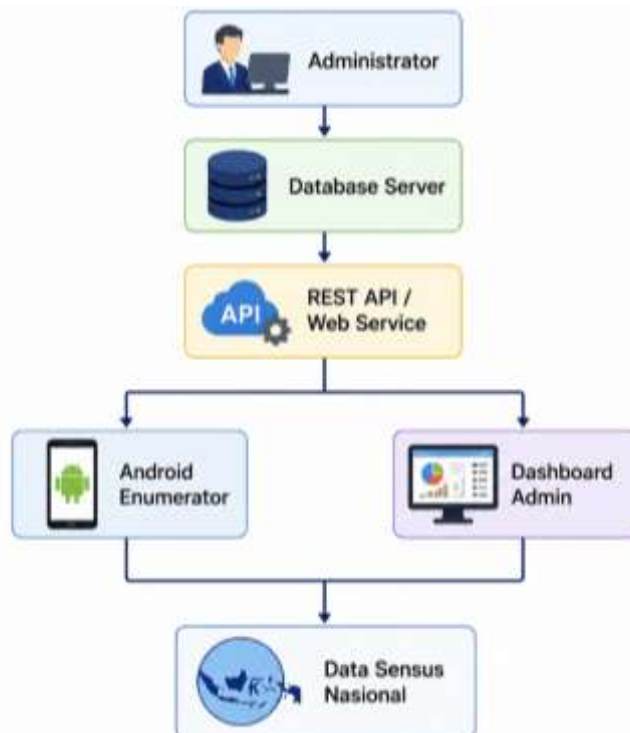 Administrator
Database Server
API
REST API /
Web Service
Android
Enumerator
Dashboard
Admin
Data Sensus
Nasional